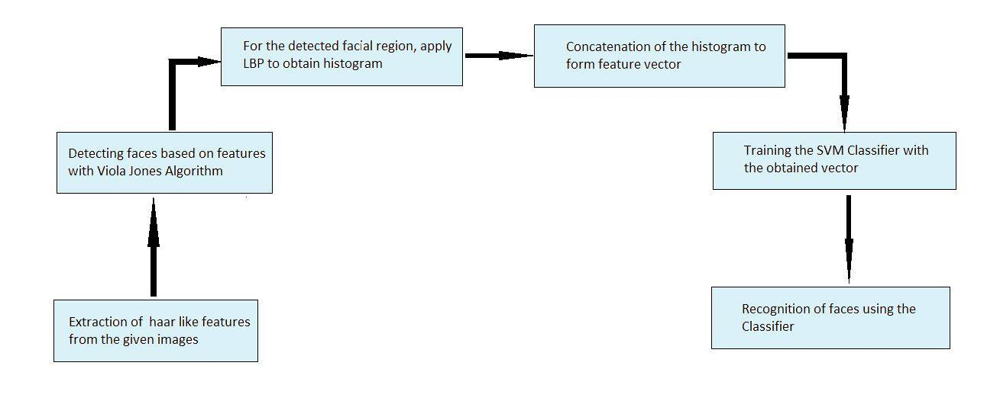 Extraction of haar like features
from the given images
Detecting faces based on features
with Viola Jones Algorithm
For the detected facial region, apply
LBP to obtain histogram
Concatenation of the histogram to
form feature vector
Training the SVM Classifier with
the obtained vector
Recognition of faces using the
Classifier